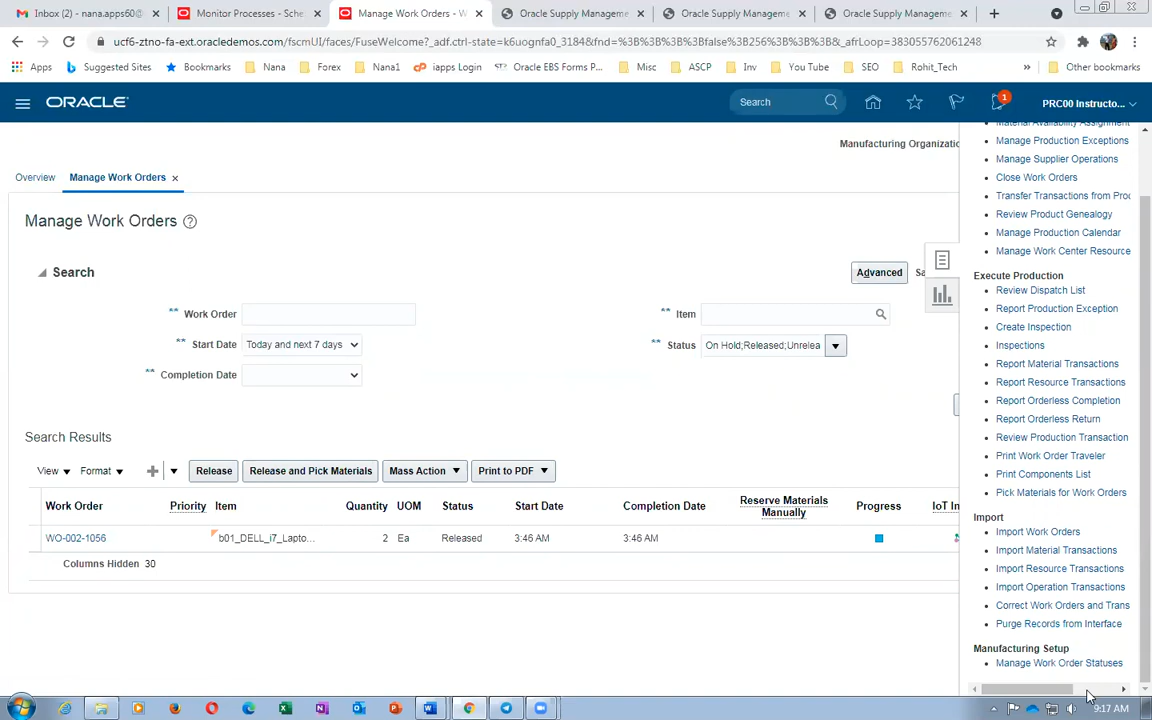 Inbox (2) - nana.apps60@
Monitor Processes - Sche
Manage Work Orders - W
Oracle Supply Manageme
Oracle Supply Manageme
Oracle Supply Manageme
ucf6-ztno-fa-ext.oracledemos.com/fscmUI/faces/FuseWelcome?_adf.ctrl-state=k6uognfa0_3184&fnd=%3B%3B%3B%3Bfalse%3B256%3B%3B%3B&_afrLoop=383055762061248
Apps
Suggested Sites
Bookmarks
Nana
Forex
Nana1
iapps Login
Oracle EBS Forms P...
Misc
ASCP
Inv
You Tube
SEO
Rohit_Tech
»
Other bookmarks
ORACLE
Search
1
PRC00 Instructo...
Manufacturing Organizatio
Overview
Manage Work Orders
Manage Work Orders
Search
Advanced
Sa
** Work Order
** Item
** Start Date Today and next 7 days
** Status On Hold;Released;Unrelea
** Completion Date
Search Results
View
Format
Release
Release and Pick Materials
Mass Action
Print to PDF
Work Order
Priority
Item
Quantity
UOM
Status
Start Date
Completion Date
Reserve Materials
Manually
Progress
IoT In
WO-002-1056
b01_DELL_i7_Lapto...
2
Ea
Released
3:46 AM
3:46 AM
Columns Hidden 30
Material Availability Assignment
Manage Production Exceptions
Manage Supplier Operations
Close Work Orders
Transfer Transactions from Proc
Review Product Genealogy
Manage Production Calendar
Manage Work Center Resource
Execute Production
Review Dispatch List
Report Production Exception
Create Inspection
Inspections
Report Material Transactions
Report Resource Transactions
Report Orderless Completion
Report Orderless Return
Review Production Transaction
Print Work Order Traveler
Print Components List
Pick Materials for Work Orders
Import
Import Work Orders
Import Material Transactions
Import Resource Transactions
Import Operation Transactions
Correct Work Orders and Trans
Purge Records from Interface
Manufacturing Setup
Manage Work Order Statuses
9:17 AM